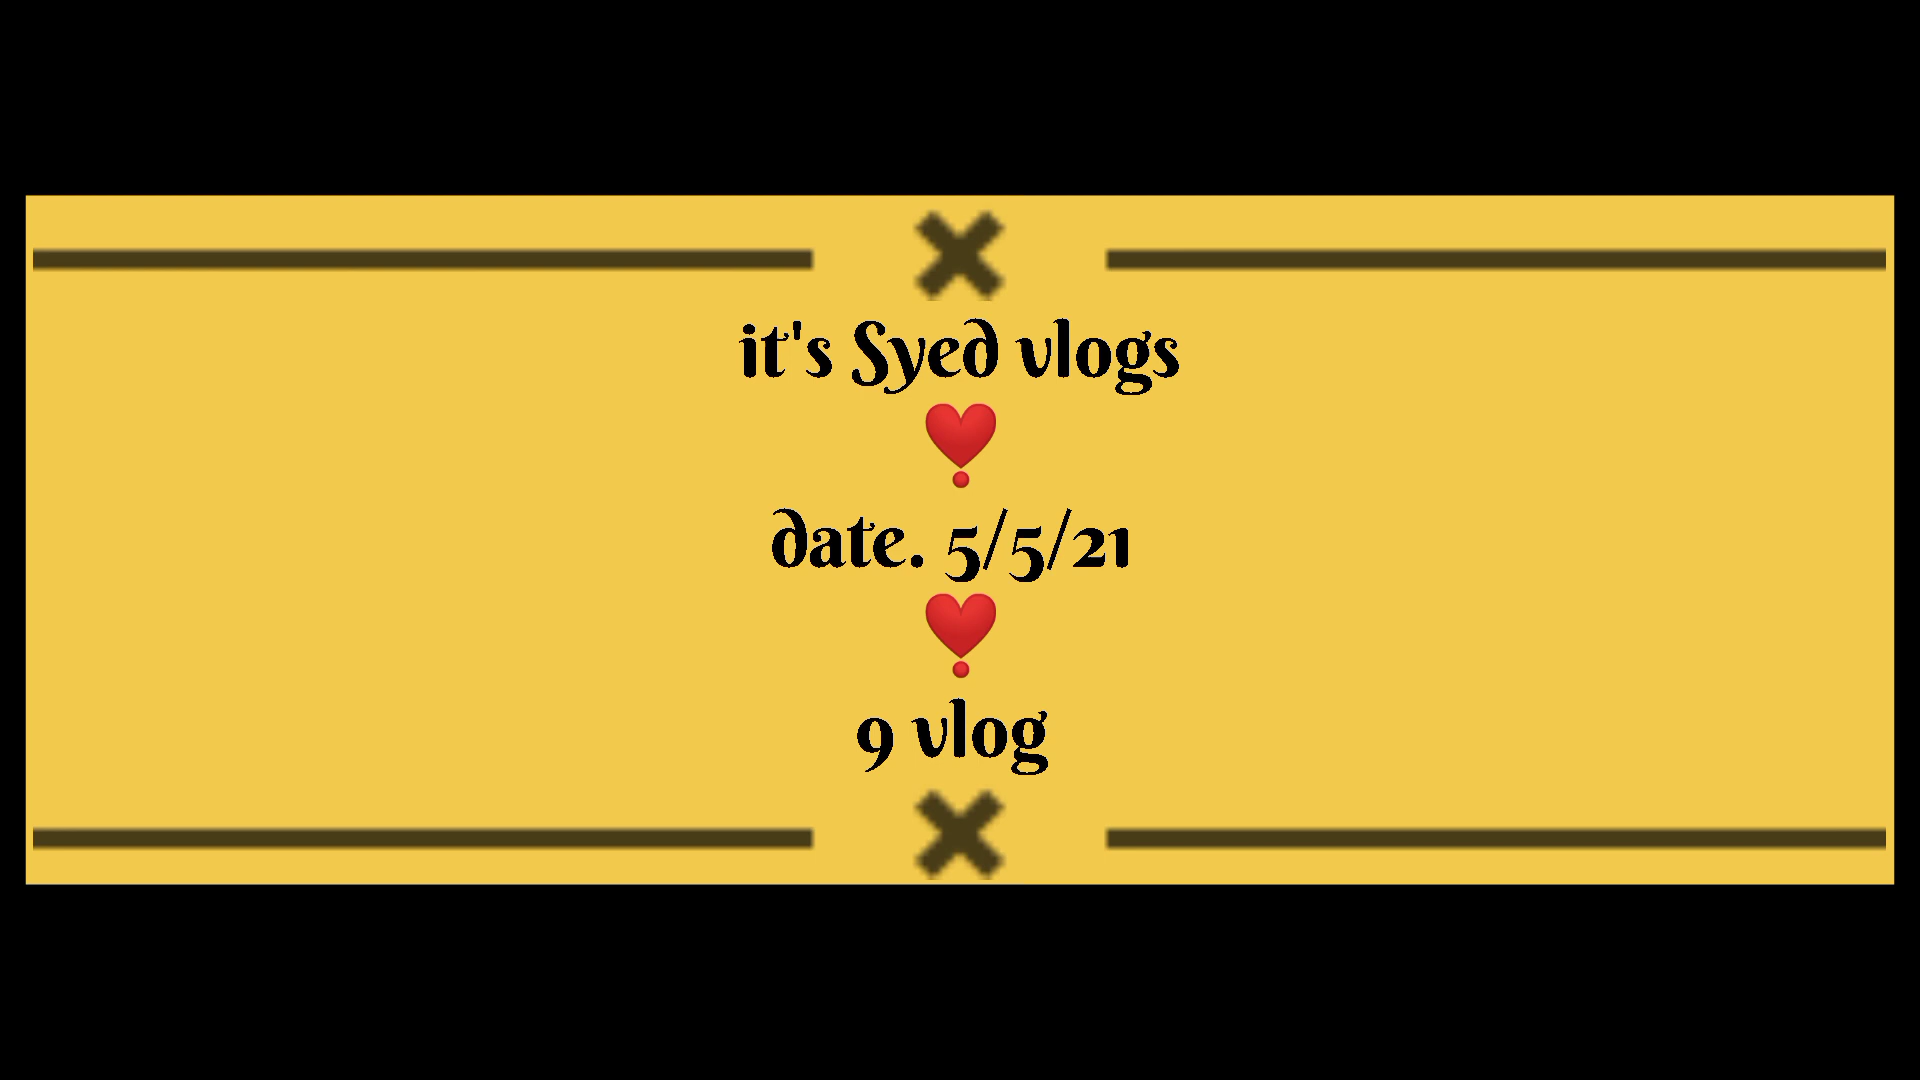 it's Syed vlogs
❣️
date. 5/5/21
❣️
9 vlog